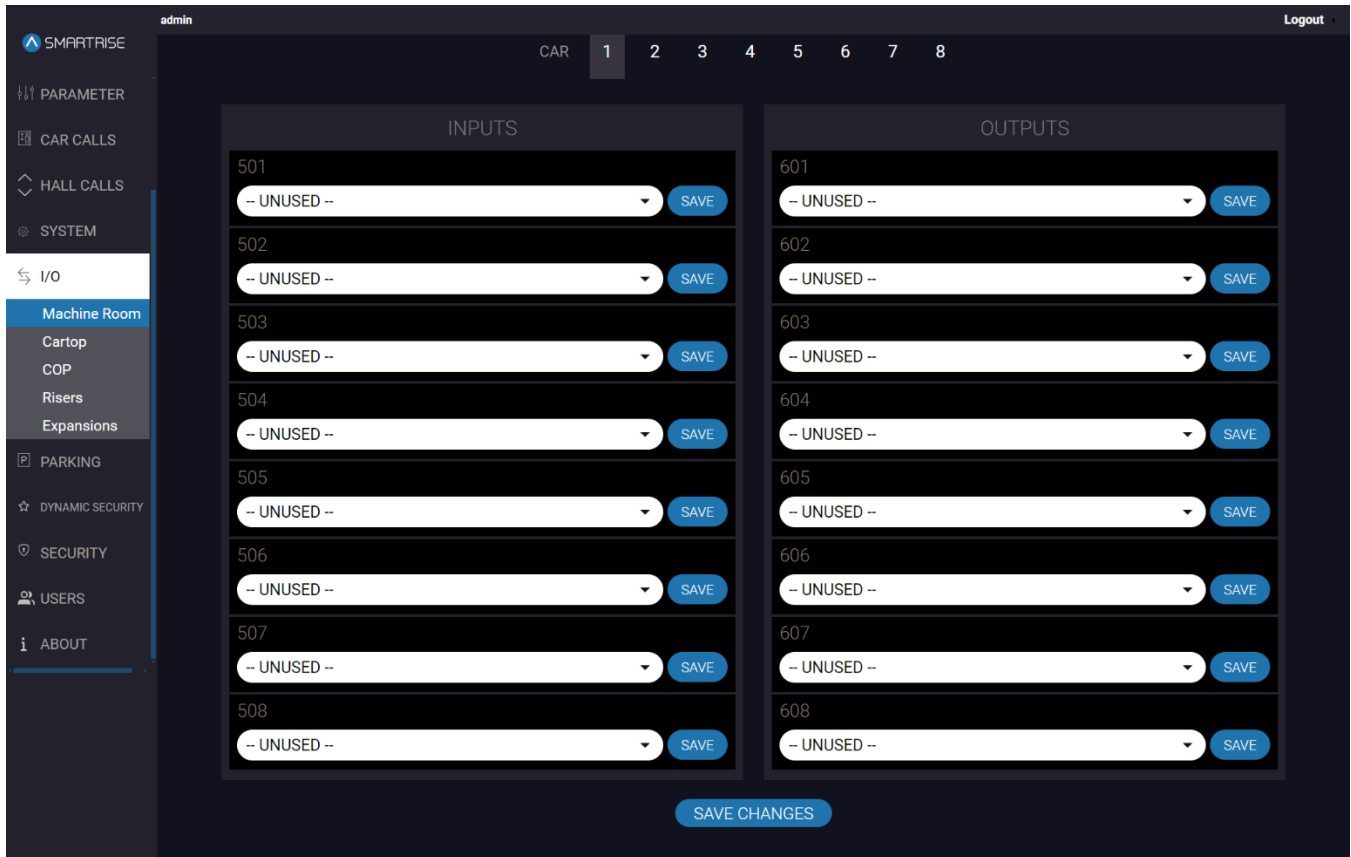 admin
Logout
SMARTRISE
CAR 1 2 3 4 5 6 7 8
PARAMETER
CAR CALLS
HALL CALLS
SYSTEM
I/O
Machine Room
Cartop
COP
Risers
Expansions
PARKING
DYNAMIC SECURITY
SECURITY
USERS
ABOUT
INPUTS
501
-- UNUSED -- SAVE
502
-- UNUSED -- SAVE
503
-- UNUSED -- SAVE
504
-- UNUSED -- SAVE
505
-- UNUSED -- SAVE
506
-- UNUSED -- SAVE
507
-- UNUSED -- SAVE
508
-- UNUSED -- SAVE
OUTPUTS
601
-- UNUSED -- SAVE
602
-- UNUSED -- SAVE
603
-- UNUSED -- SAVE
604
-- UNUSED -- SAVE
605
-- UNUSED -- SAVE
606
-- UNUSED -- SAVE
607
-- UNUSED -- SAVE
608
-- UNUSED -- SAVE
SAVE CHANGES